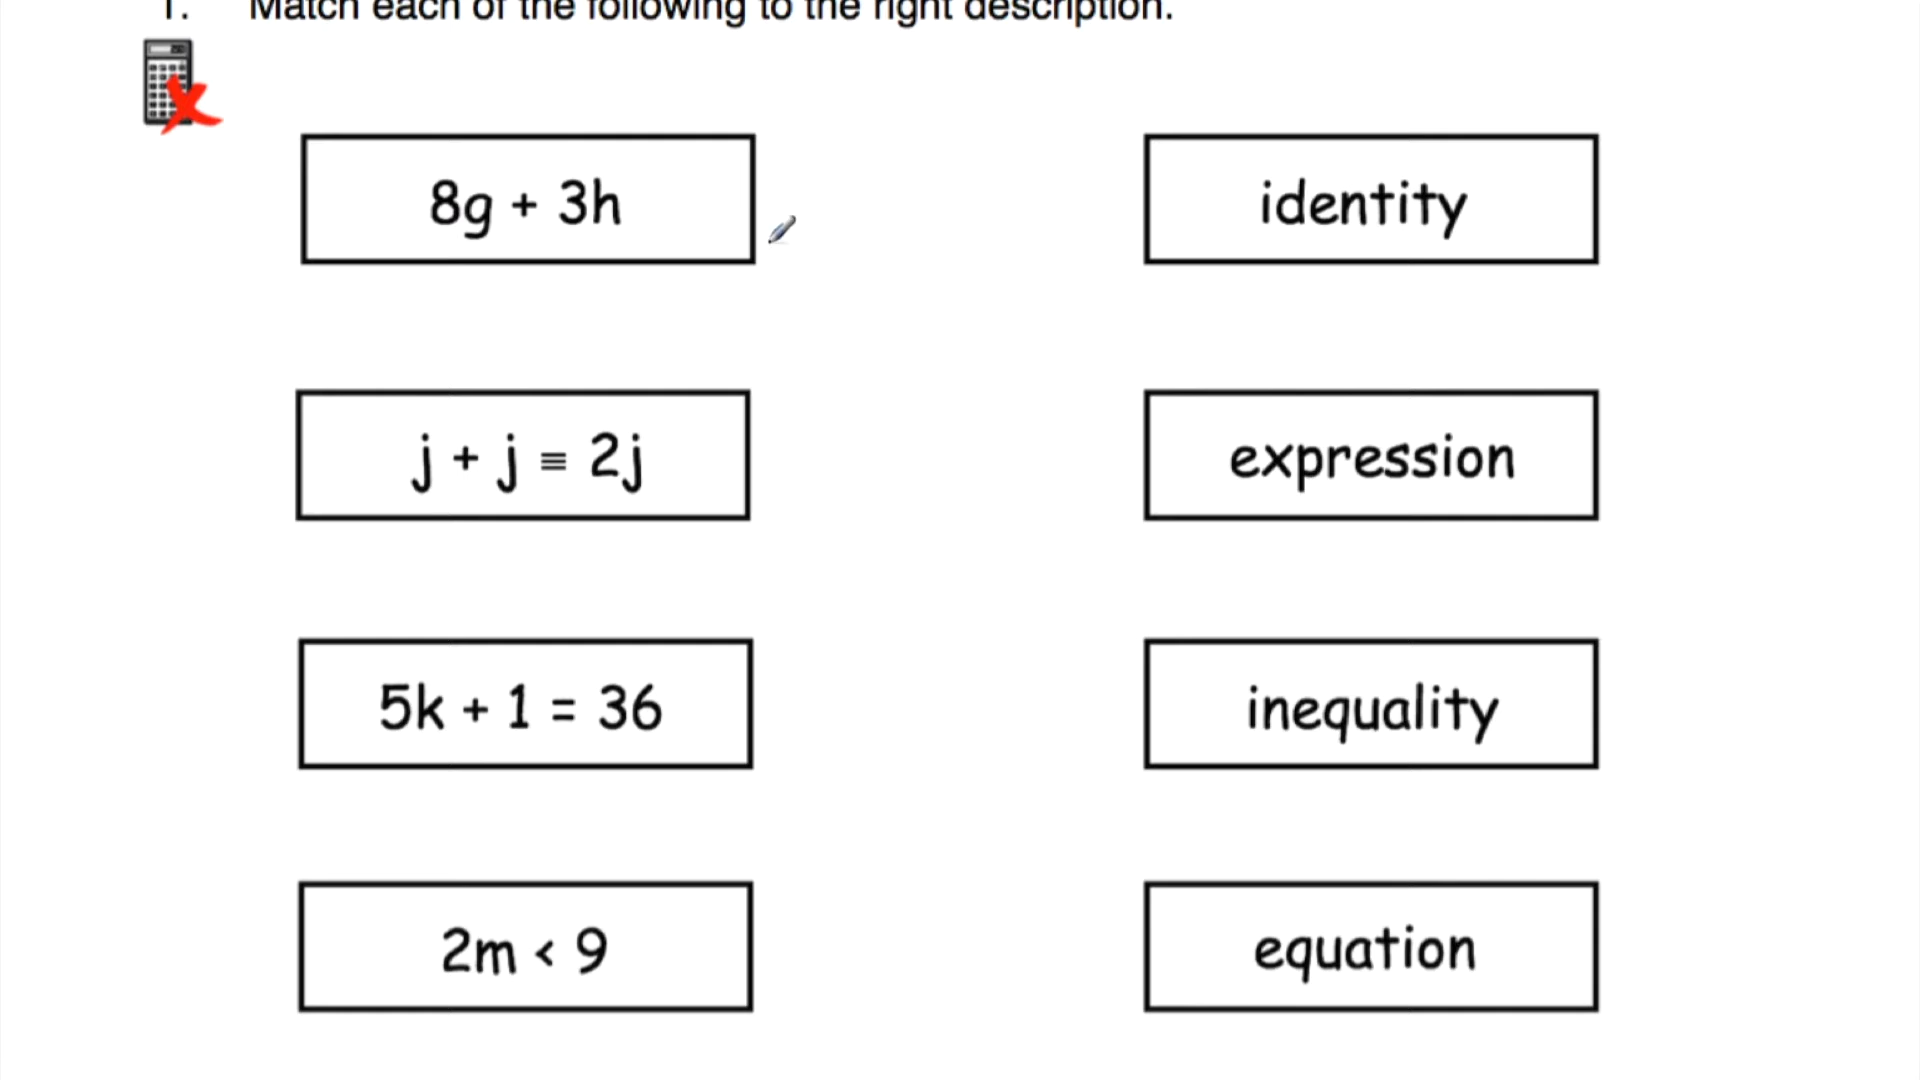 1. Match each of the following to the right description.
8g + 3h
identity
j + j ≡ 2j
expression
5k + 1 = 36
inequality
2m < 9
equation